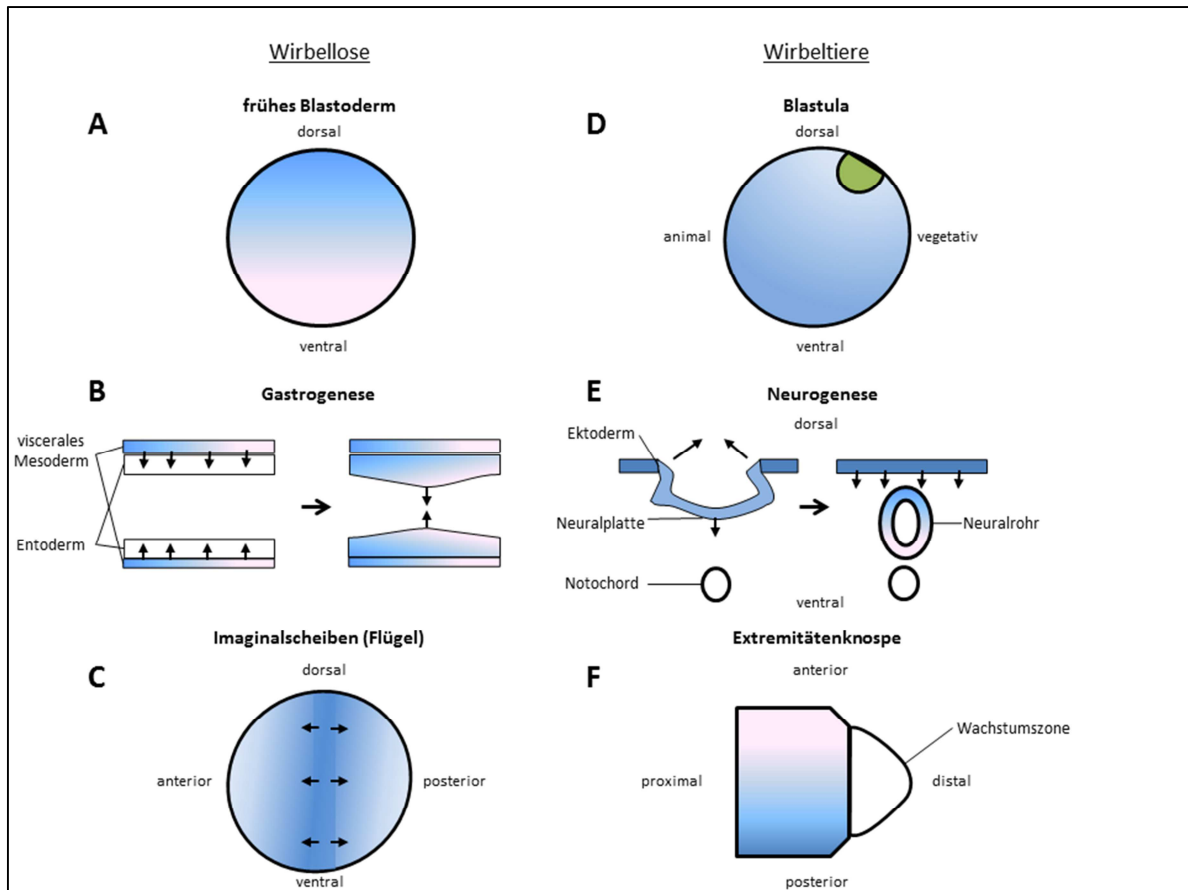 Wirbellose
Wirbeltiere
A
frühes Blastoderm
dorsal
ventral
D
Blastula
dorsal
animal
vegetativ
ventral
B
Gastrogenese
viscerales
Mesoderm
Entoderm
E
Neurogenese
dorsal
Ektoderm
Neuralplatte
Neuralrohr
Notochord
ventral
Imaginalscheiben (Flügel)
C
dorsal
anterior
posterior
ventral
Extremitätenknospe
F
anterior
Wachstumszone
proximal
distal
posterior